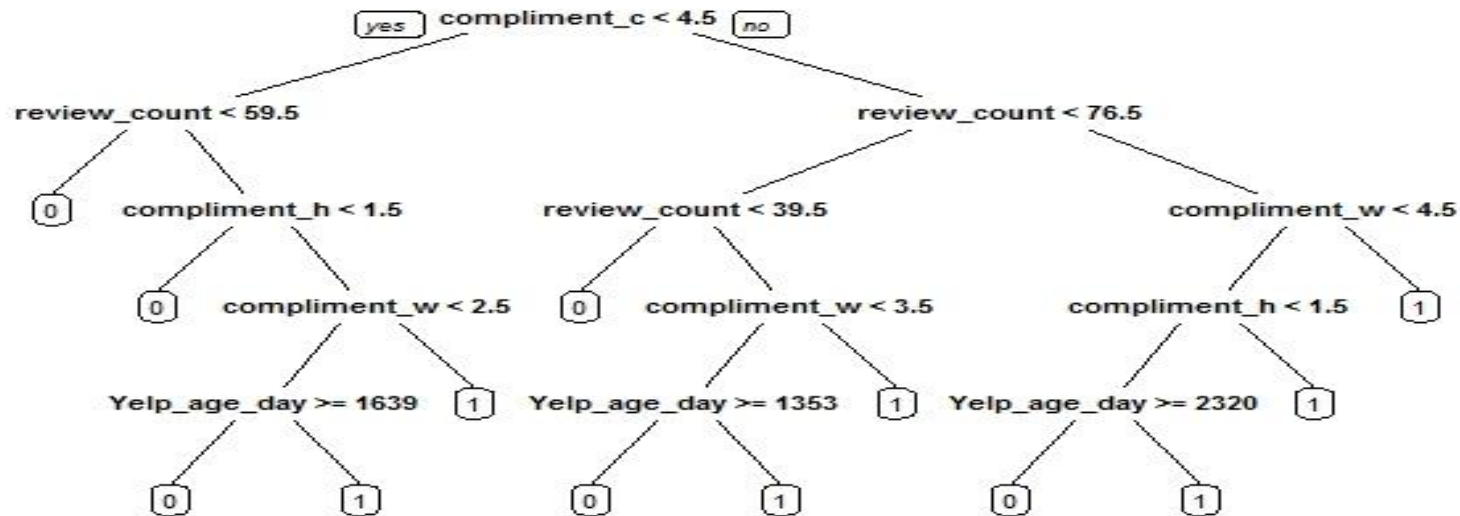 yes compliment_c < 4.5 no
review_count < 59.5 review_count < 76.5
0 compliment_h < 1.5 review_count < 39.5 compliment_w < 4.5
0 compliment_w < 2.5 0 compliment_w < 3.5 compliment_h < 1.5 1
Yelp_age_day >= 1639 1 Yelp_age_day >= 1353 1 Yelp_age_day >= 2320 1
0 1 0 1 0 1